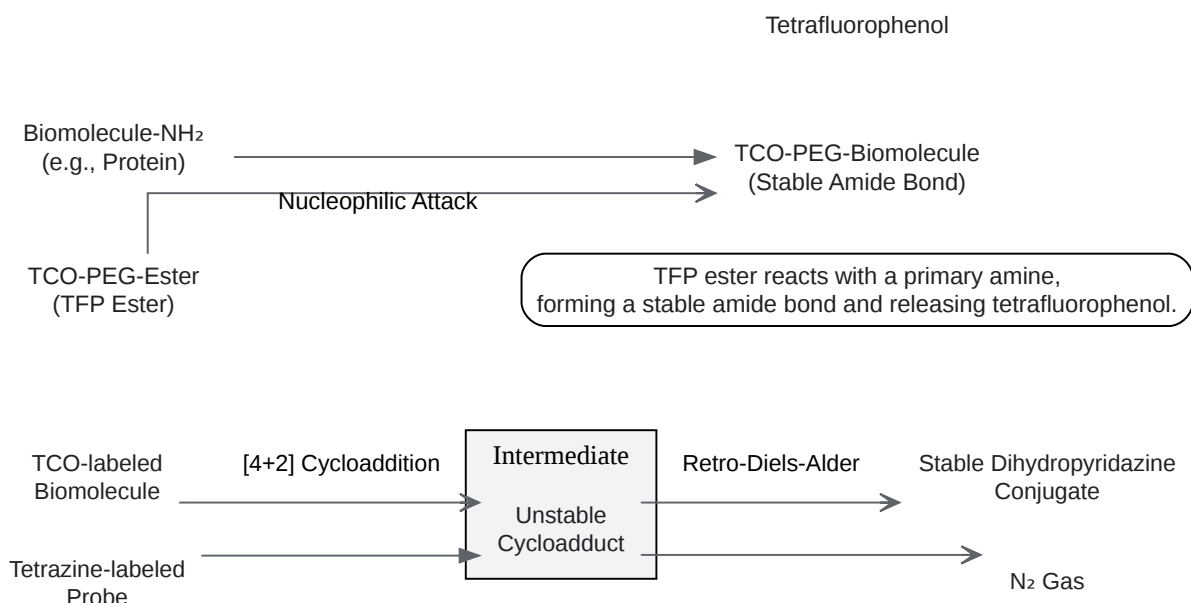 Tetrafluorophenol
Biomolecule-NH₂
(e.g., Protein)
TCO-PEG-Biomolecule
(Stable Amide Bond)
Nucleophilic Attack
TCO-PEG-Ester
(TFP Ester)
TFP ester reacts with a primary amine,
forming a stable amide bond and releasing tetrafluorophenol.
TCO-labeled
Biomolecule
[4+2] Cycloaddition
Intermediate
Unstable
Cycloadduct
Retro-Diels-Alder
Stable Dihydropyridazine
Conjugate
Tetrazine-labeled
Probe
N₂ Gas